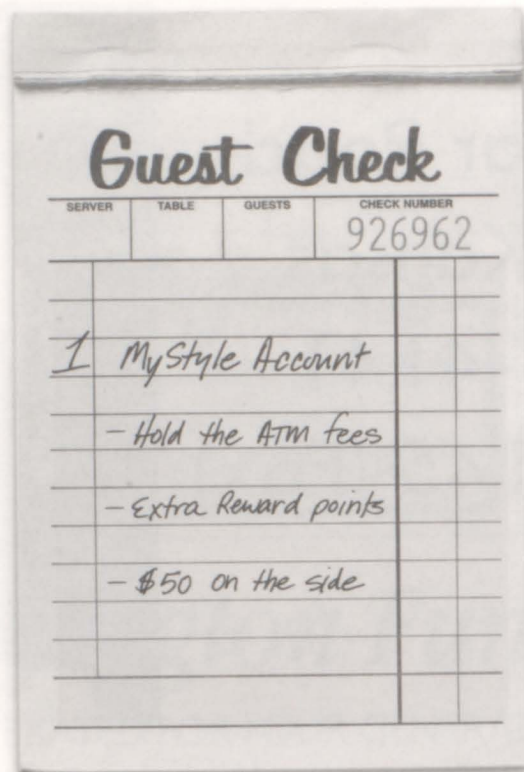 Guest Check
SERVER TABLE GUESTS CHECK NUMBER
926962
1 MyStyle Account
- Hold the ATM fees
- Extra Reward points
- $50 on the side